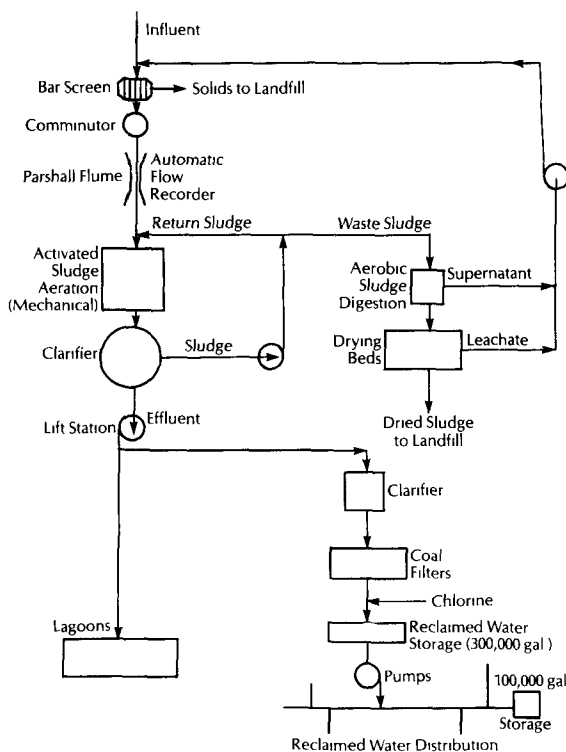 Influent
Bar Screen
Solids to Landfill
Comminutor
Parshall Flume
Automatic
Flow
Recorder
Return Sludge
Waste Sludge
Activated
Sludge
Aeration
(Mechanical)
Aerobic
Sludge
Digestion
Supernatant
Clarifier
Sludge
Drying
Beds
Leachate
Lift Station
Effluent
Dried Sludge
to Landfill
Clarifier
Coal
Filters
Chlorine
Lagoons
Reclaimed Water
Storage (300,000 gal)
Pumps
100,000 gal
Storage
Reclaimed Water Distribution